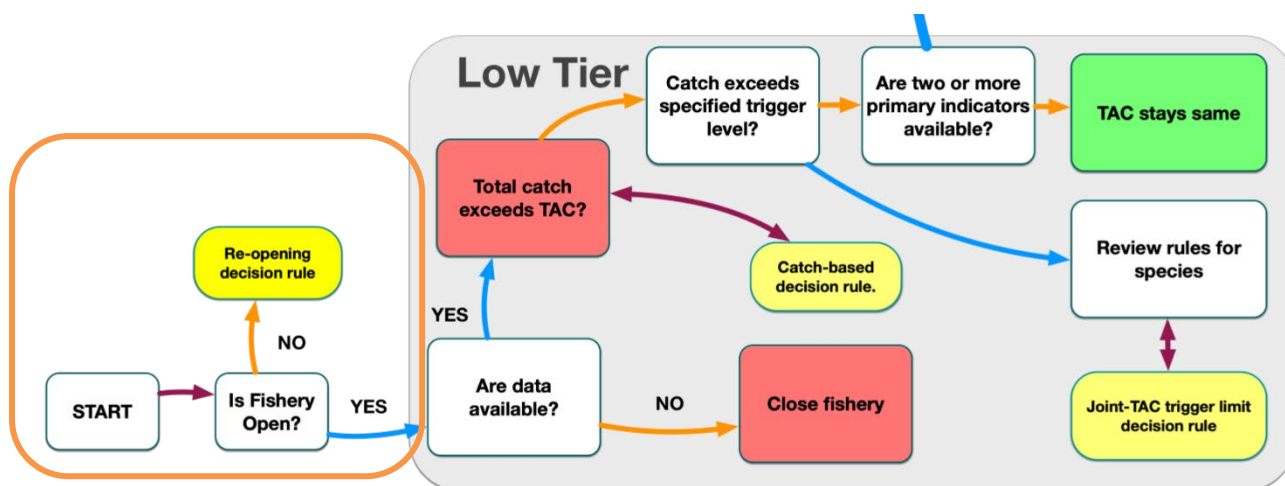 Low Tier
Catch exceeds
specified trigger
level?
Are two or more
primary indicators
available?
TAC stays same
Total catch
exceeds TAC?
Re-opening
decision rule
Catch-based
decision rule.
Review rules for
species
YES
NO
START
Is Fishery
Open?
YES
Are data
available?
NO
Close fishery
Joint-TAC trigger limit
decision rule